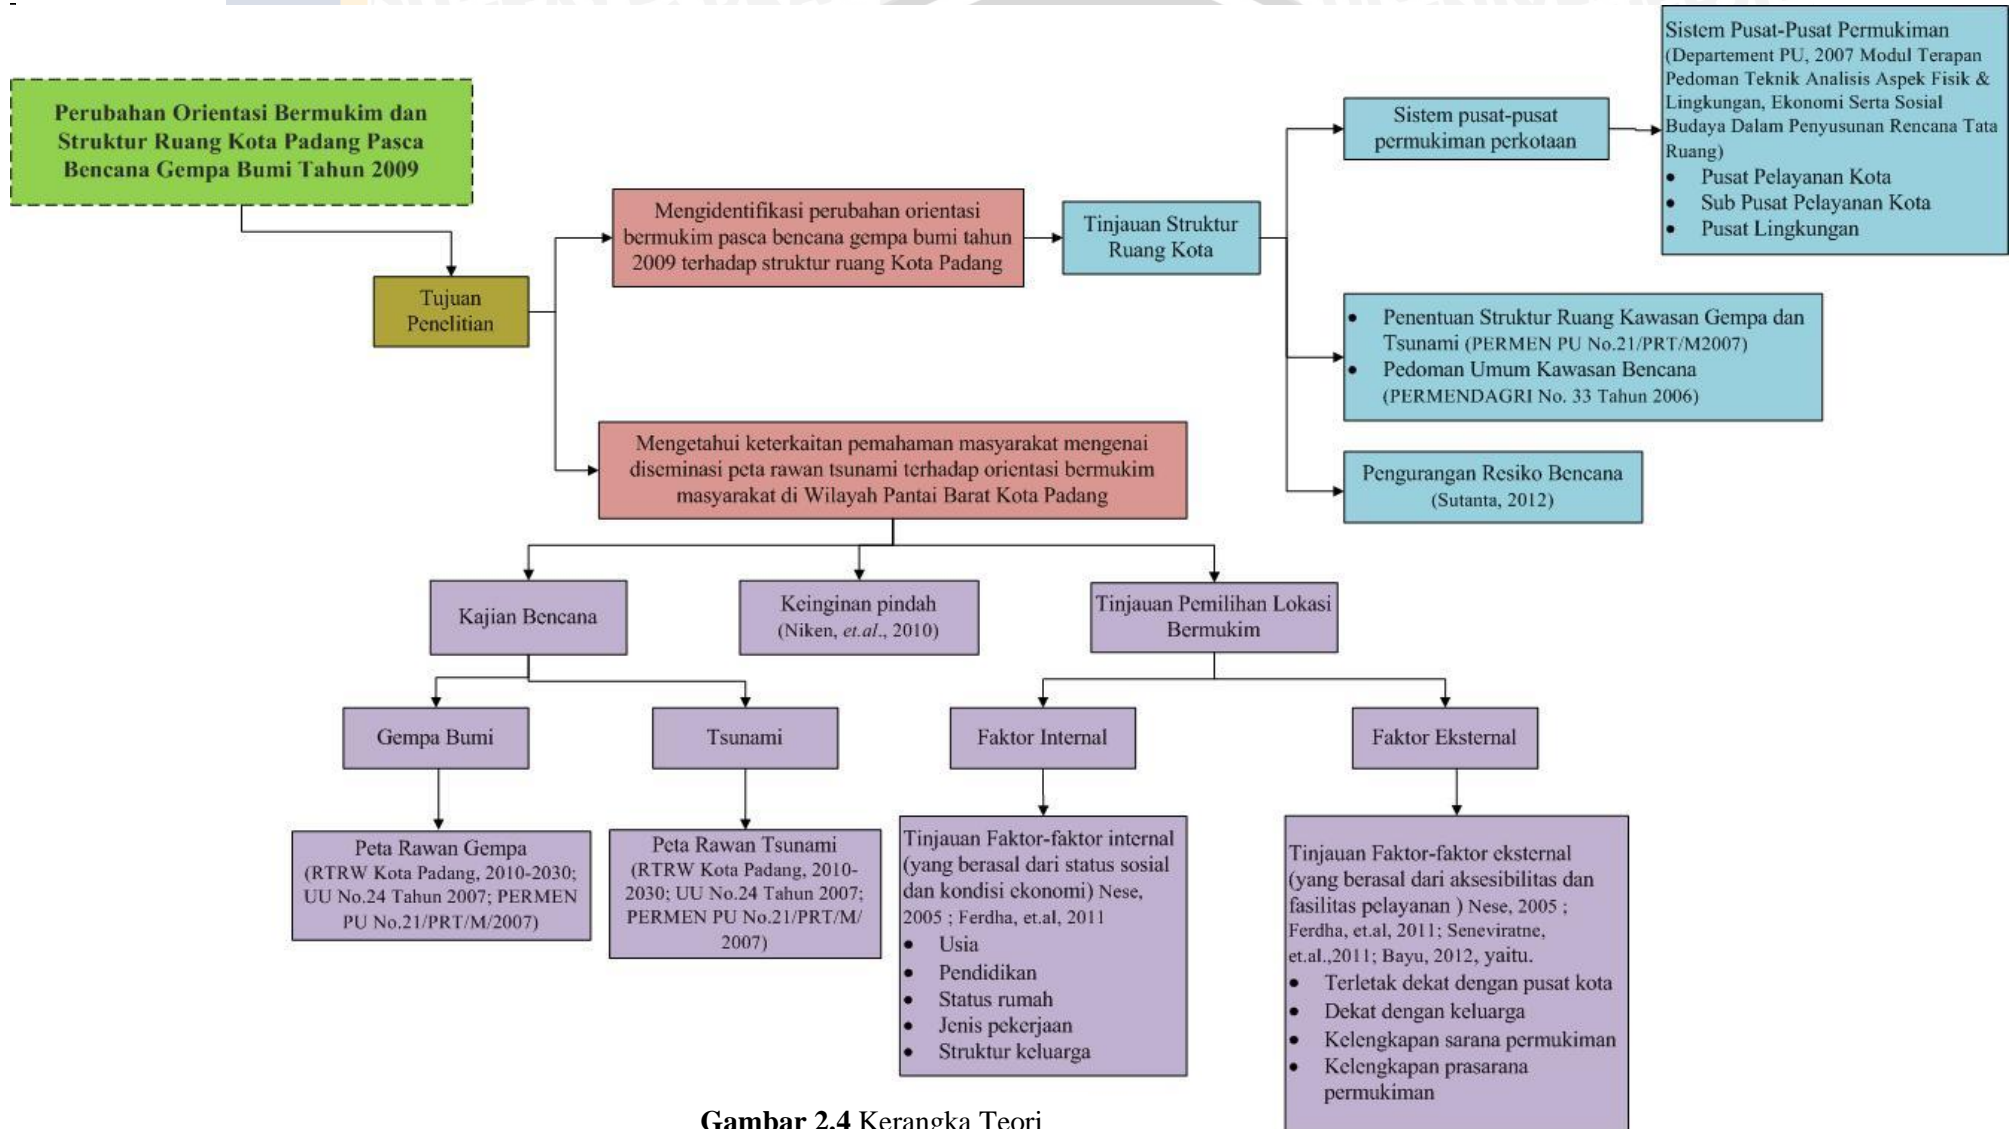 Perubahan Orientasi Bermukim dan
Struktur Ruang Kota Padang Pasca
Bencana Gempa Bumi Tahun 2009
Tujuan
Penelitian
Mengidentifikasi perubahan orientasi
bermukim pasca bencana gempa bumi tahun
2009 terhadap struktur ruang Kota Padang
Tinjauan Struktur
Ruang Kota
Sistem pusat-pusat
permukiman perkotaan
Sistem Pusat-Pusat Permukiman
(Departement PU, 2007 Modul Terapan
Pedoman Teknik Analisis Aspek Fisik &
Lingkungan, Ekonomi Serta Sosial
Budaya Dalam Penyusunan Rencana Tata
Ruang)
• Pusat Pelayanan Kota
• Sub Pusat Pelayanan Kota
• Pusat Lingkungan
• Penentuan Struktur Ruang Kawasan Gempa dan
Tsunami (PERMEN PU No.21/PRT/M2007)
• Pedoman Umum Kawasan Bencana
(PERMENDAGRI No. 33 Tahun 2006)
Pengurangan Resiko Bencana
(Sutanta, 2012)
Mengetahui keterkaitan pemahaman masyarakat mengenai
diseminasi peta rawan tsunami terhadap orientasi bermukim
masyarakat di Wilayah Pantai Barat Kota Padang
Kajian Bencana
Keinginan pindah
(Niken, et.al., 2010)
Tinjauan Pemilihan Lokasi
Bermukim
Gempa Bumi
Tsunami
Faktor Internal
Faktor Eksternal
Peta Rawan Gempa
(RTRW Kota Padang, 2010-2030;
UU No.24 Tahun 2007; PERMEN
PU No.21/PRT/M/2007)
Peta Rawan Tsunami
(RTRW Kota Padang, 2010-
2030; UU No.24 Tahun 2007;
PERMEN PU No.21/PRT/M/
2007)
Tinjauan Faktor-faktor internal
(yang berasal dari status sosial
dan kondisi ekonomi) Nese,
2005 ; Ferdha, et.al, 2011
• Usia
• Pendidikan
• Status rumah
• Jenis pekerjaan
• Struktur keluarga
Tinjauan Faktor-faktor eksternal
(yang berasal dari aksesibilitas dan
fasilitas pelayanan ) Nese, 2005 ;
Ferdha, et.al, 2011; Seneviratne,
et.al.,2011; Bayu, 2012, yaitu.
• Terletak dekat dengan pusat kota
• Dekat dengan keluarga
• Kelengkapan sarana permukiman
• Kelengkapan prasarana
permukiman
Gambar 2.4 Kerangka Teori